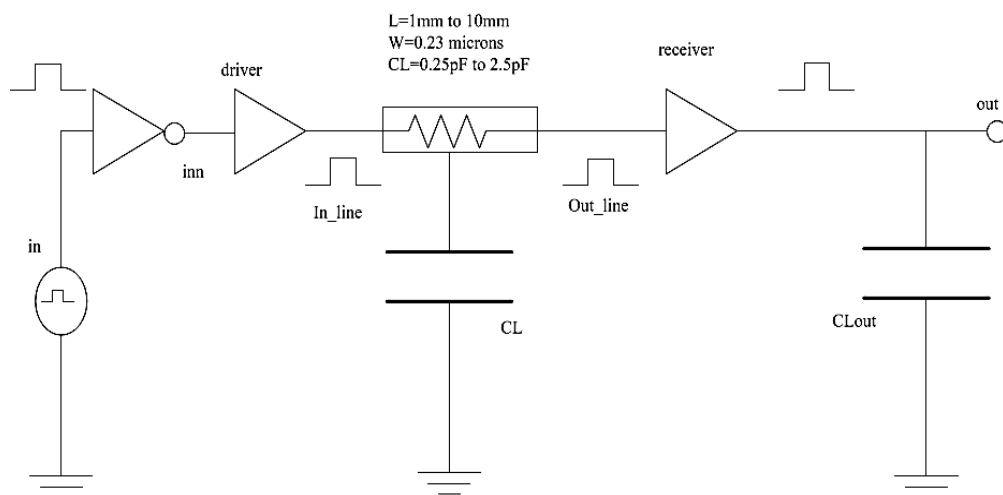 L=1mm to 10mm
W=0.23 microns
CL=0.25pF to 2.5pF
driver
receiver
out
inn
In_line
Out_line
in
CL
CLout